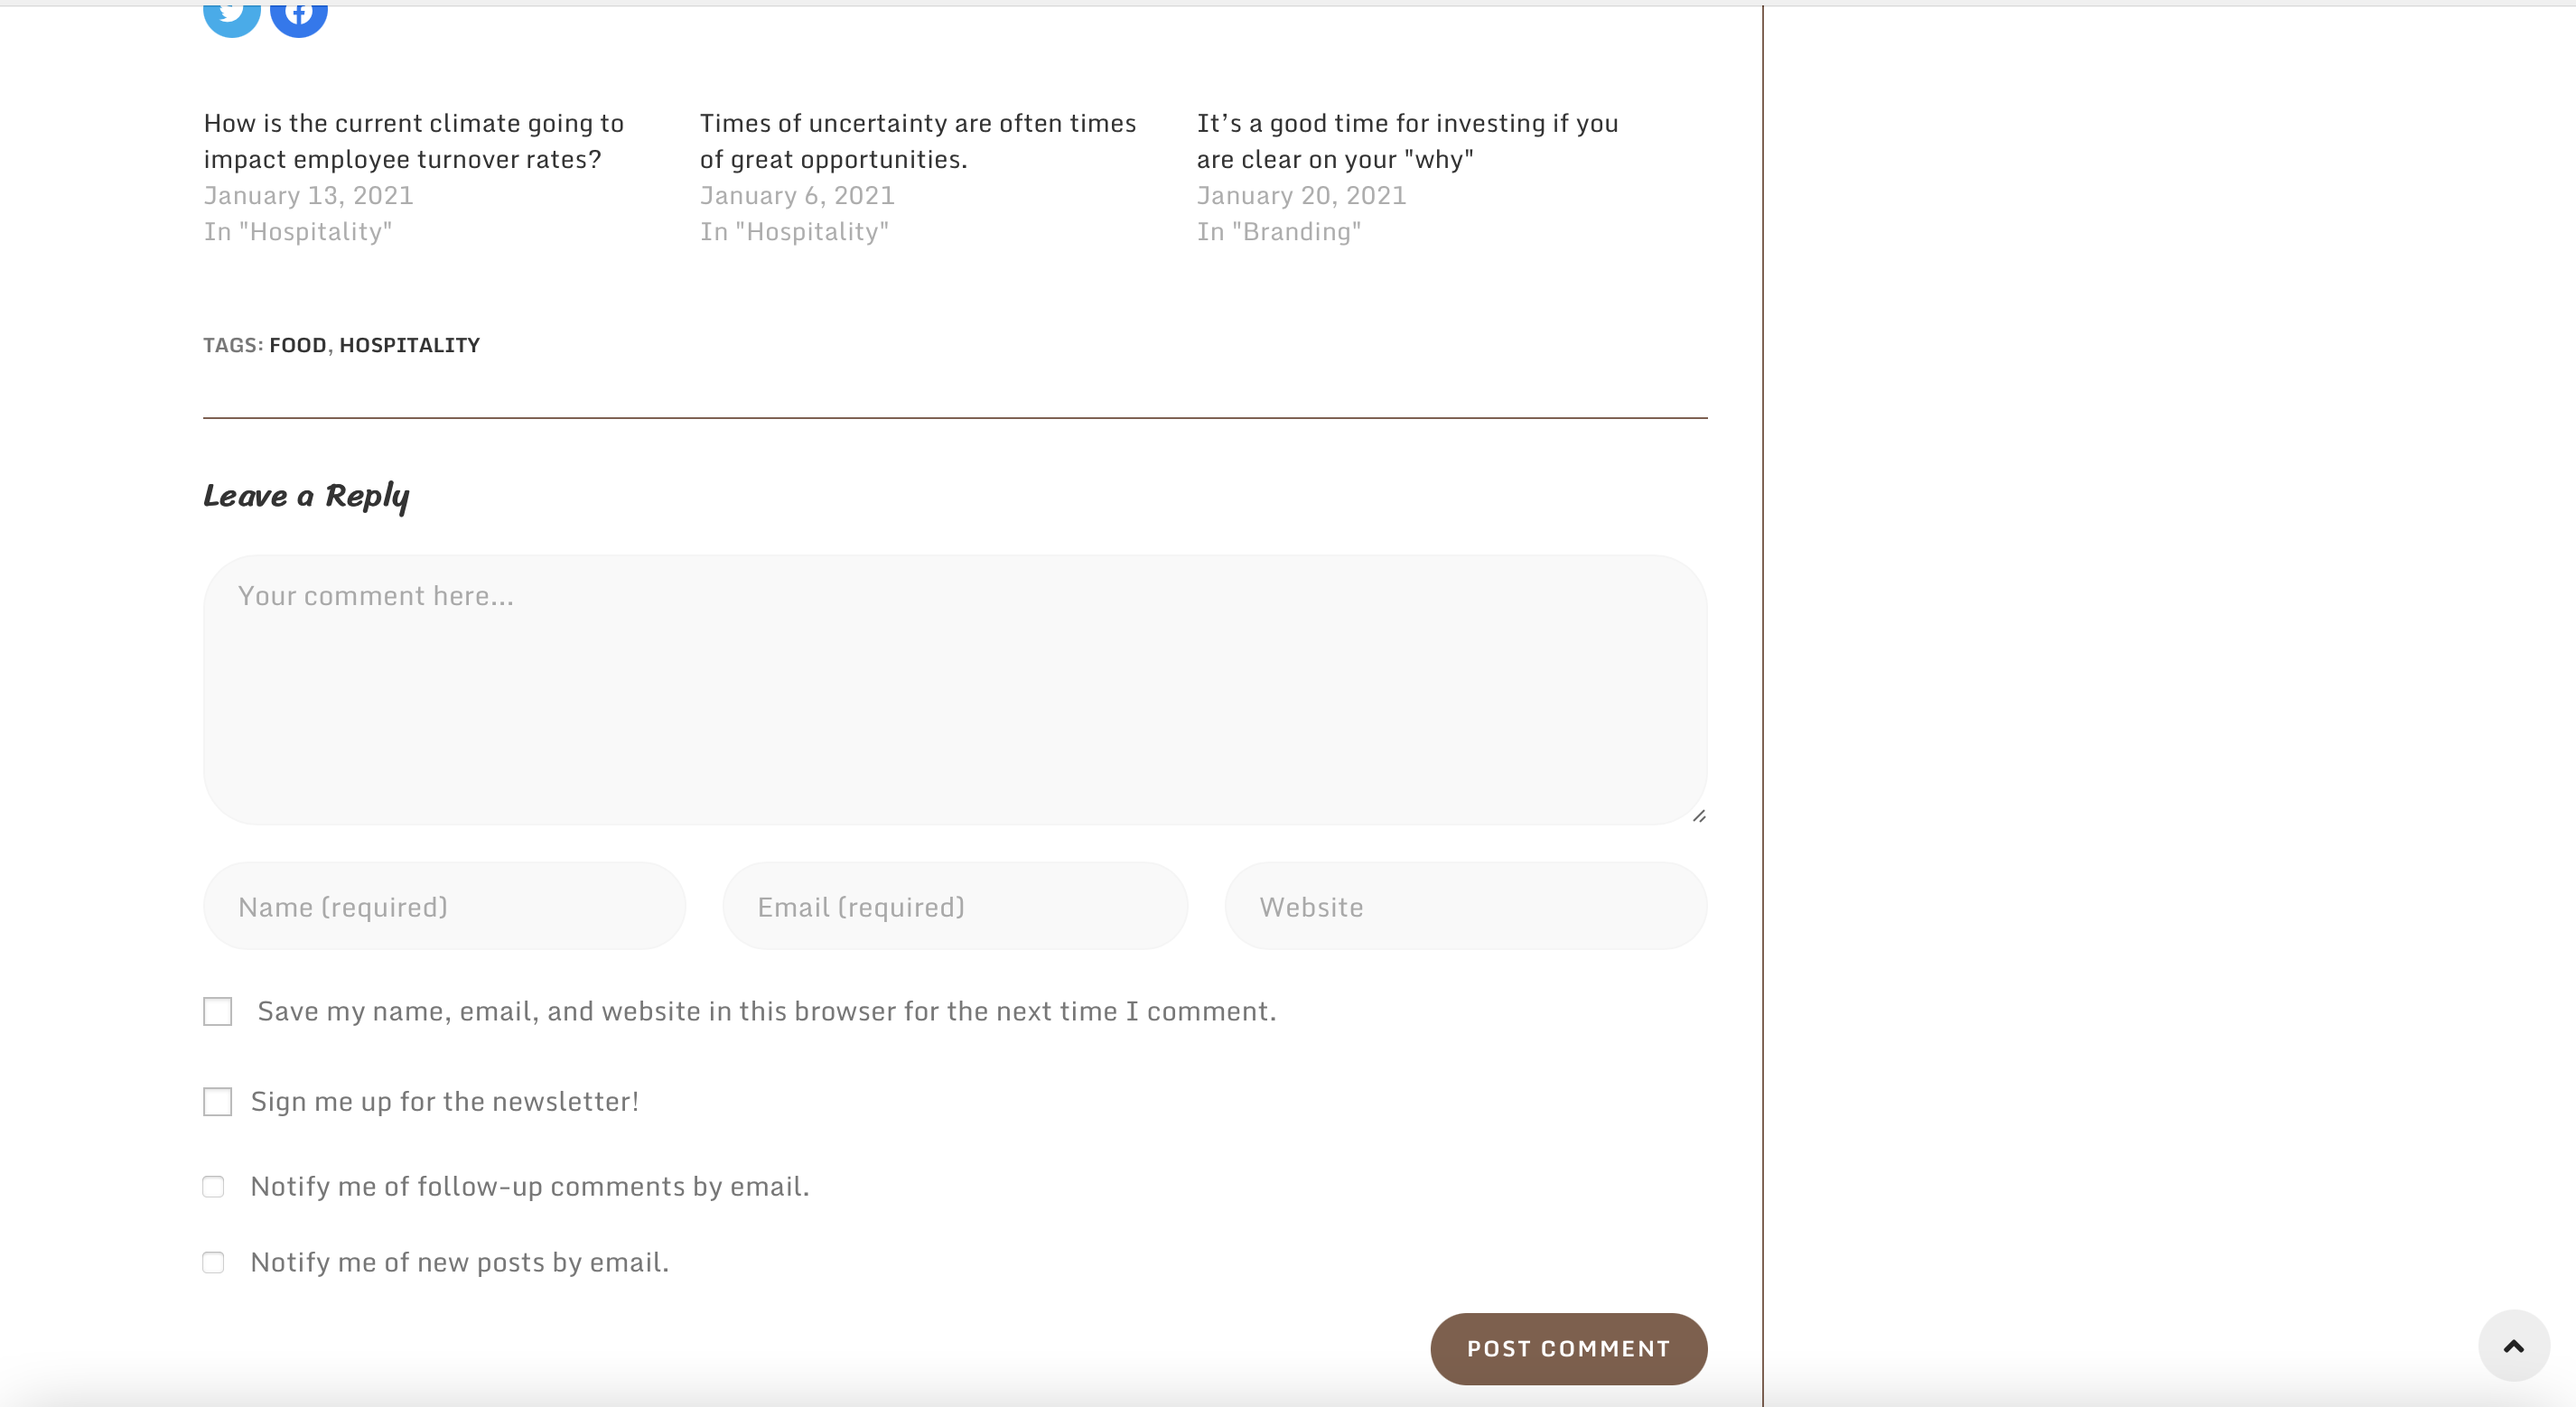 How is the current climate going to
impact employee turnover rates?
January 13, 2021
In "Hospitality"
Times of uncertainty are often times
of great opportunities.
January 6, 2021
In "Hospitality"
It’s a good time for investing if you
are clear on your "why"
January 20, 2021
In "Branding"
TAGS: FOOD, HOSPITALITY
Leave a Reply
Your comment here...
Name (required)
Email (required)
Website
Save my name, email, and website in this browser for the next time I comment.
Sign me up for the newsletter!
Notify me of follow-up comments by email.
Notify me of new posts by email.
POST COMMENT